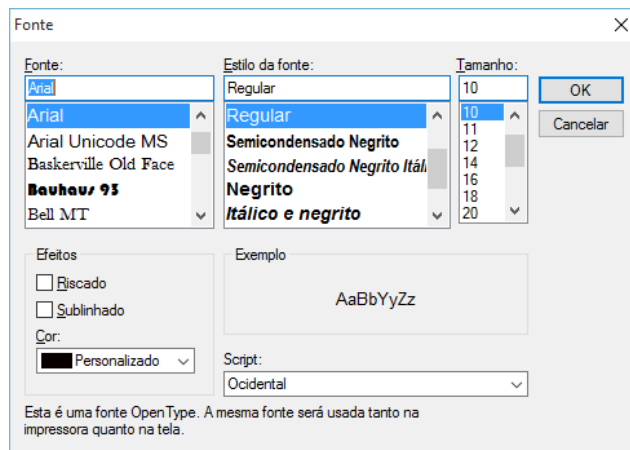 Fonte
Fonte:
Arial
Arial
Arial Unicode MS
Baskerville Old Face
Bauhaus 93
Bell MT
Estilo da fonte:
Regular
Regular
Semicondensado Negrito
Semicondensado Negrito Itáli
Negrito
Itálico e negrito
Tamanho:
10
10
11
12
14
16
18
20
OK
Cancelar
Efeitos
Riscado
Sublinhado
Cor:
Personalizado
Exemplo
AaBbYyZz
Script:
Ocidental
Esta é uma fonte OpenType. A mesma fonte será usada tanto na
impressora quanto na tela.